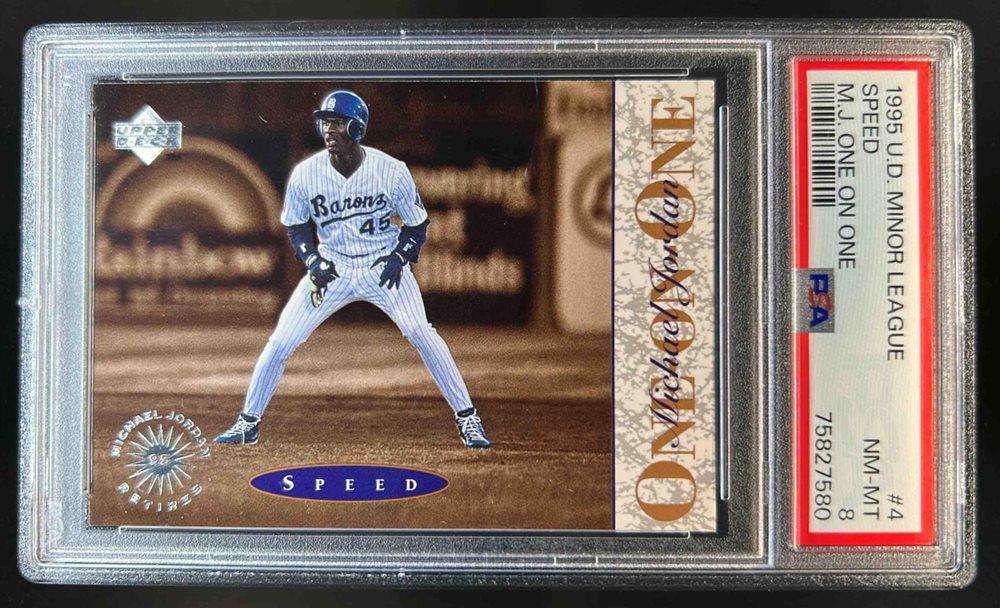 UPPER
DECK
B
Barons
45
Rainbow
MICHAEL JORDAN
RETIRES
SPEED
ONE ON ONE
Michael Jordan
1995 U.D. MINOR LEAGUE
#4
SPEED
NM-MT
M.J. ONE ON ONE
8
PSA
75827580